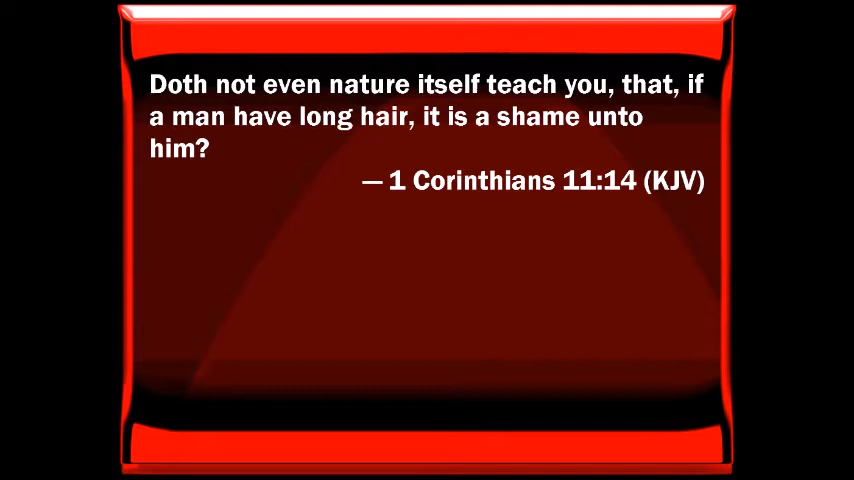 Doth not even nature itself teach you, that, if
a man have long hair, it is a shame unto
him?
— 1 Corinthians 11:14 (KJV)